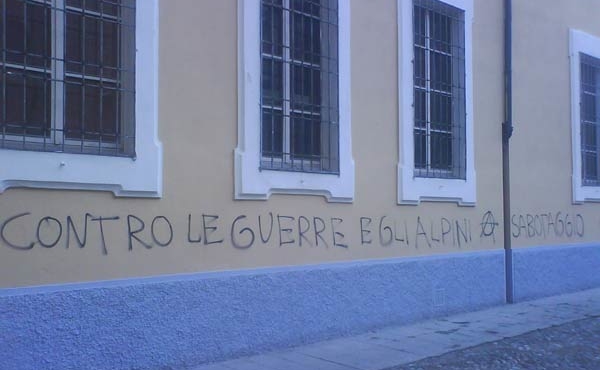 CONTRO LE GUERRE E GLI ALPINI Ⓐ SABOTAGGIO